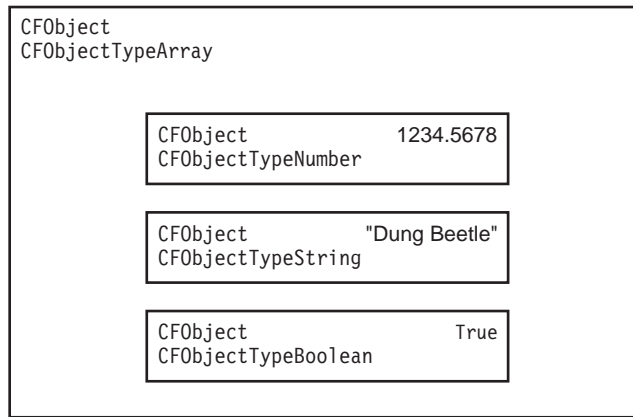 CFObject
CFObjectTypeArray
CFObject 1234.5678
CFObjectTypeNumber
CFObject "Dung Beetle"
CFObjectTypeString
CFObject True
CFObjectTypeBoolean